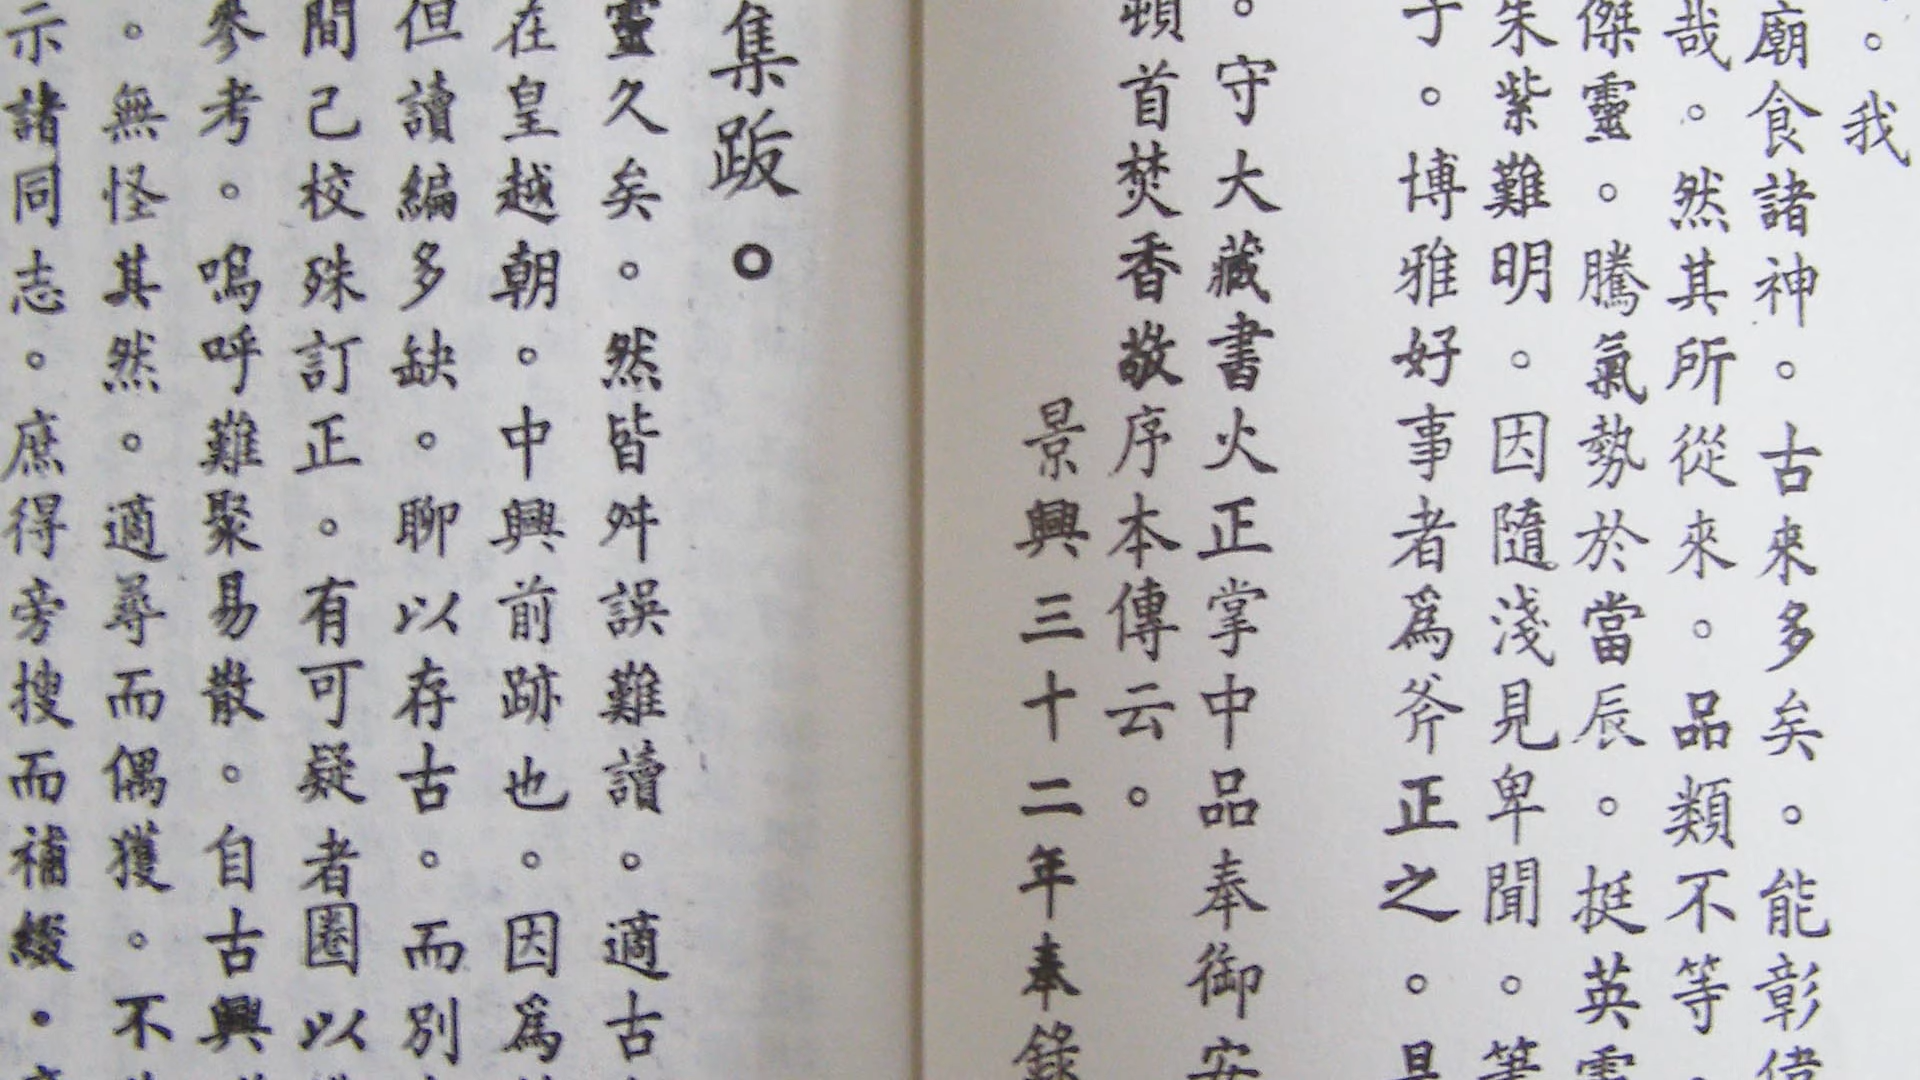 。我
廟食諸神。古来多矣。能彰
哉。然其所從來。品類不等
傑靈。騰氣勢於當辰。挺英
朱紫難明。因隨淺見卑聞。
子。博雅好事者爲斧正之。
。守大藏書火正掌中品奉御安
頓首焚香敬序本傳云。
景興三十二年奉錄
集跋。
靈久矣。然皆舛誤難讀。適古
在皇越朝。中興前跡也。因爲
但讀編多缺。聊以存古。而別
間己校殊訂正。有可疑者圈以
參考。嗚呼難聚易散。自古興
。無怪其然。適尋而偶獲。不
示諸同志。庶得旁搜而補綴。